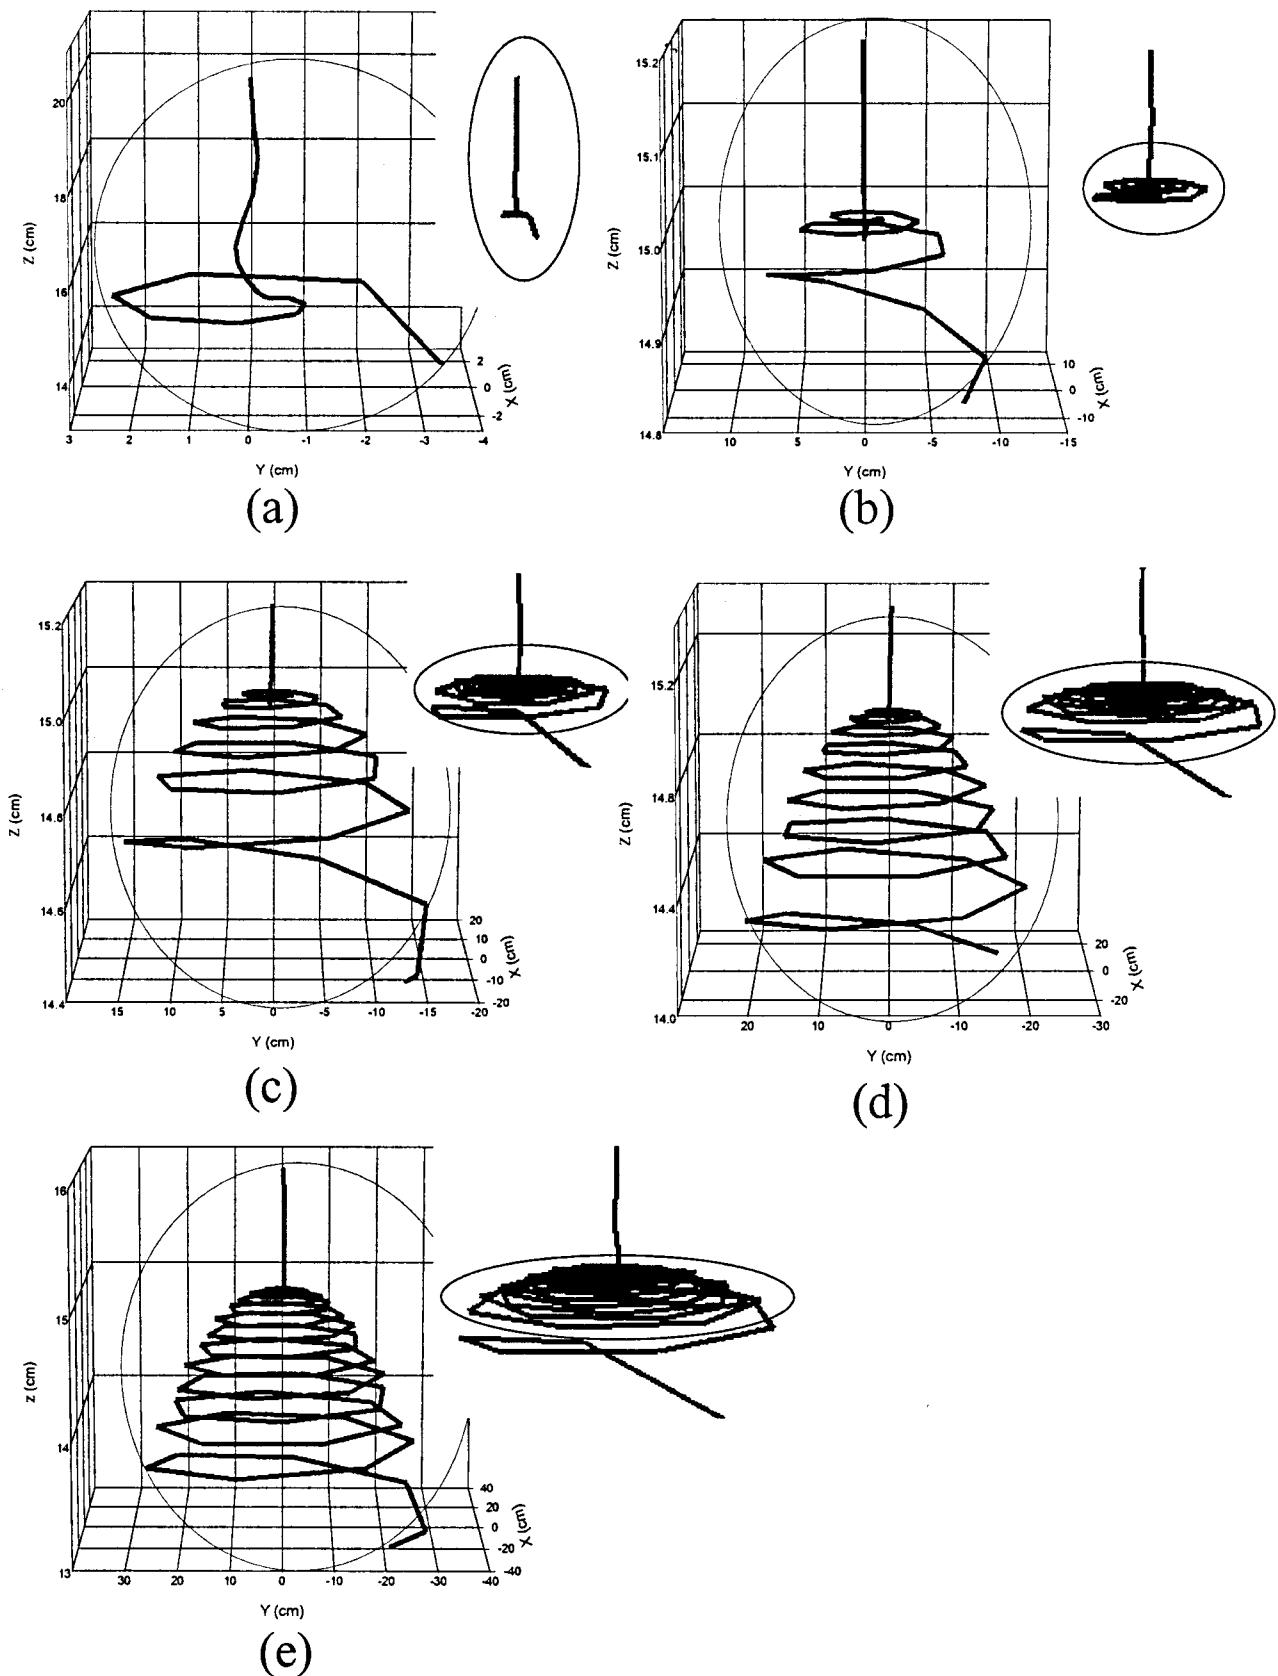 20
18
16
14
Z (cm)
3 2 1 0 -1 -2 -3 -4
Y (cm)
2
0
-2
X (cm)
(a)
15.2
15.1
15.0
14.9
14.8
Z (cm)
10 5 0 -5 -10 -15
Y (cm)
10
0
-10
X (cm)
(b)
15.2
15.0
14.8
14.6
14.4
Z (cm)
15 10 5 0 -5 -10 -15 -20
Y (cm)
20
10
0
-10
-20
X (cm)
(c)
15.2
14.8
14.4
14.0
Z (cm)
20 10 0 -10 -20 -30
Y (cm)
20
0
-20
X (cm)
(d)
16
15
14
13
Z (cm)
30 20 10 0 -10 -20 -30 -40
Y (cm)
40
20
0
-20
-40
X (cm)
(e)